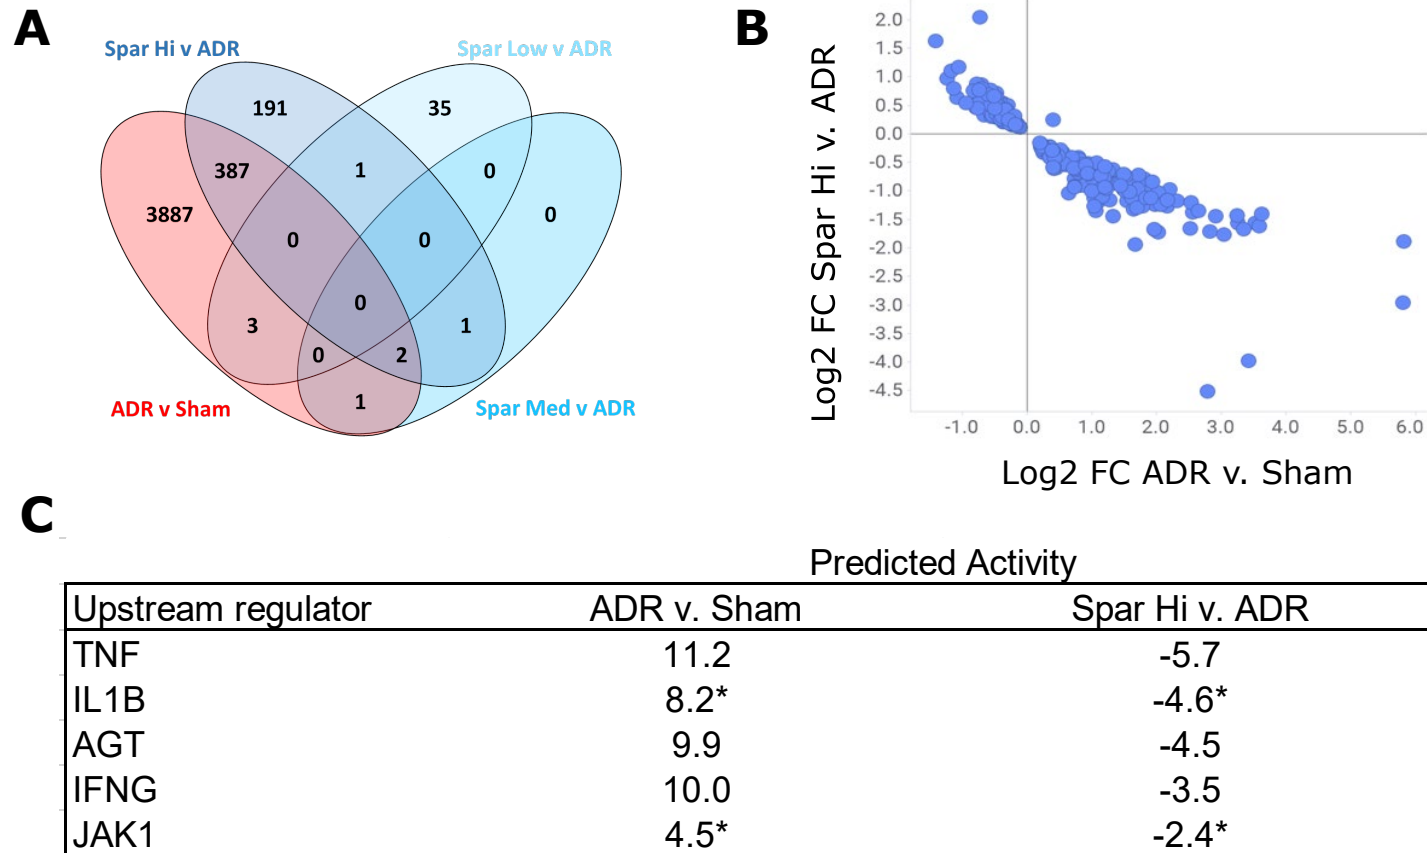 A
Spar Hi v ADR
Spar Low v ADR
191
35
387
1
0
3887
0
0
0
0
3
1
0
2
1
ADR v Sham
Spar Med v ADR
B
Log2 FC Spar Hi v. ADR
2.0
1.5
1.0
0.5
0.0
-0.5
-1.0
-1.5
-2.0
-2.5
-3.0
-3.5
-4.0
-4.5
-1.0 0.0 1.0 2.0 3.0 4.0 5.0 6.0
Log2 FC ADR v. Sham
C
Predicted Activity
Upstream regulator ADR v. Sham Spar Hi v. ADR
TNF 11.2 -5.7
IL1B 8.2* -4.6*
AGT 9.9 -4.5
IFNG 10.0 -3.5
JAK1 4.5* -2.4*